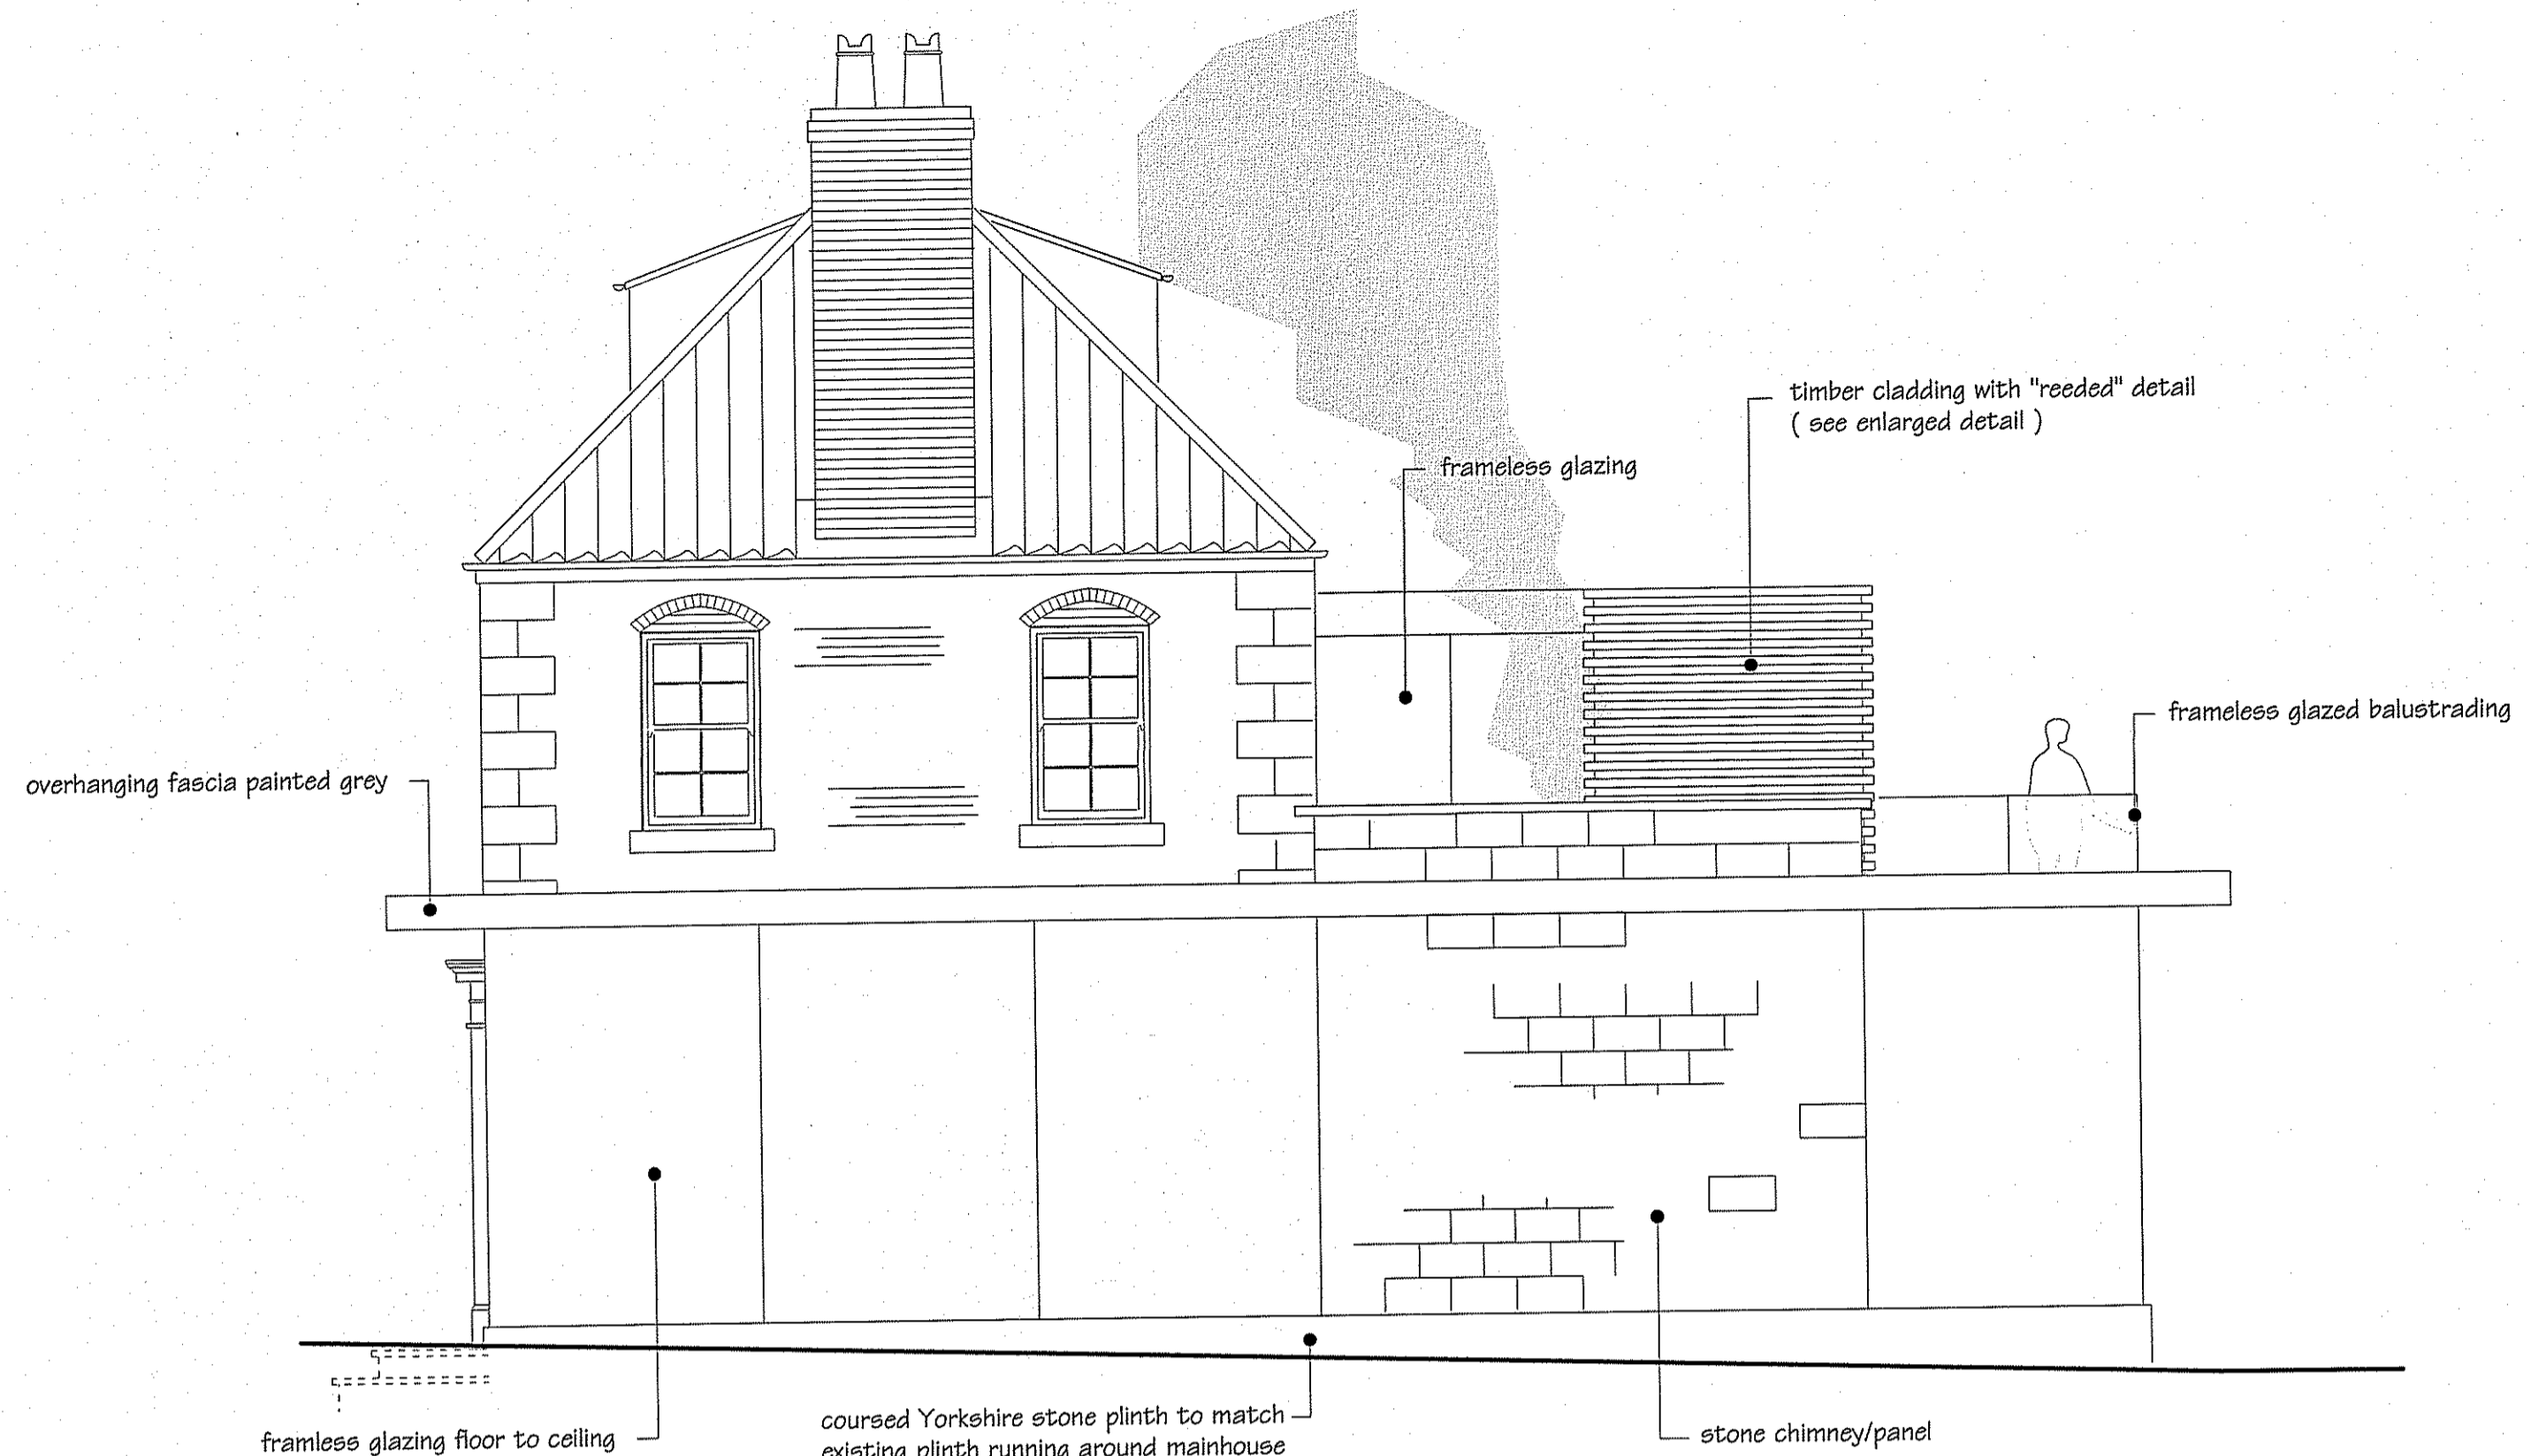 timber cladding with "reeded" detail
( see enlarged detail )
frameless glazing
frameless glazed balustrading
overhanging fascia painted grey
framless glazing floor to ceiling
coursed Yorkshire stone plinth to match
existing plinth running around mainhouse
stone chimney/panel